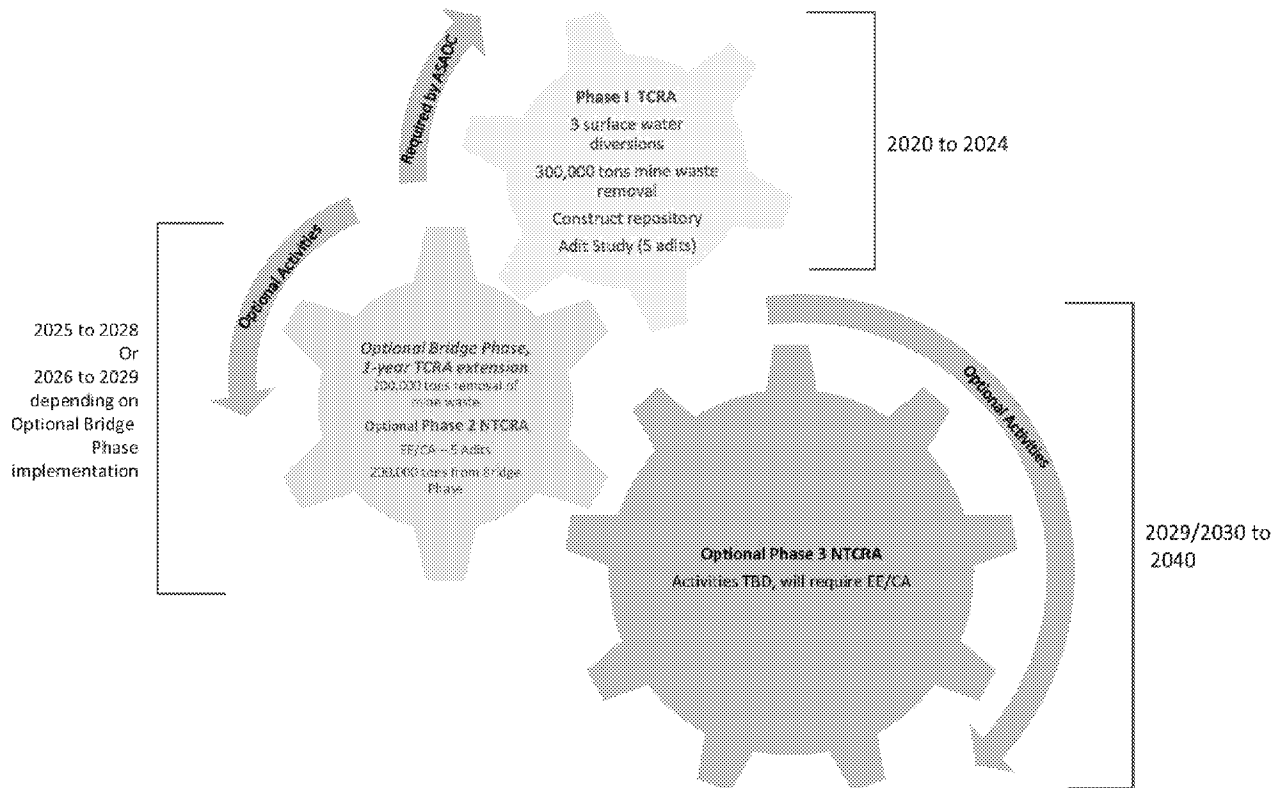 Required by ASAOC
Phase I TCRA
3 surface water
diversions
300,000 tons mine waste
removal
Construct repository
Adit Study (5 adits)
2020 to 2024
Optional Activities
2025 to 2028
Or
2026 to 2029
depending on
Optional Bridge
Phase
implementation
Optional Bridge Phase,
1-year TCRA extension
200,000 tons removal of
mine waste
Optional Phase 2 NTCRA
EE/CA – 5 Adits
200,000 tons from Bridge
Phase
Optional Activities
Optional Phase 3 NTCRA
Activities TBD, will require EE/CA
2029/2030 to
2040